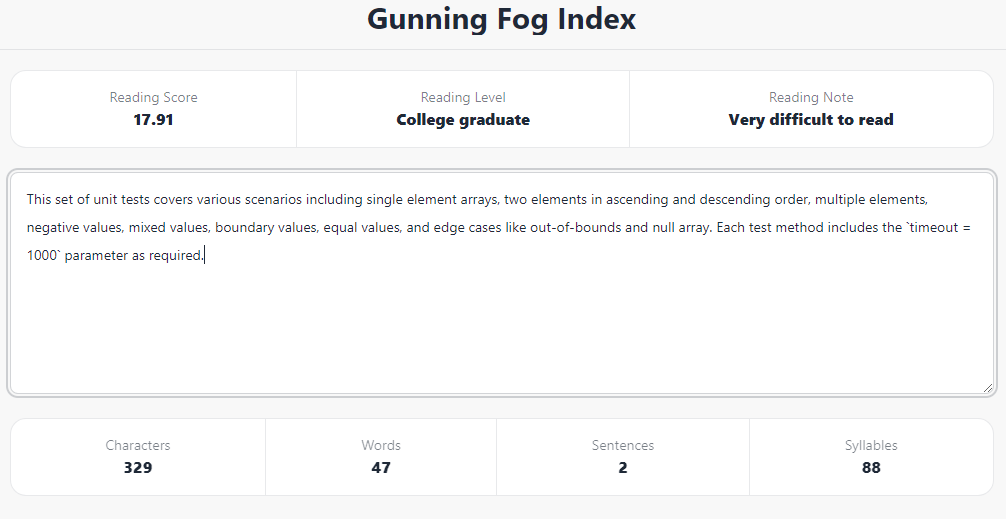 Gunning Fog Index
Reading Score
17.91
Reading Level
College graduate
Reading Note
Very difficult to read
This set of unit tests covers various scenarios including single element arrays, two elements in ascending and descending order, multiple elements,
negative values, mixed values, boundary values, equal values, and edge cases like out-of-bounds and null array. Each test method includes the `timeout =
1000` parameter as required.
Characters
329
Words
47
Sentences
2
Syllables
88